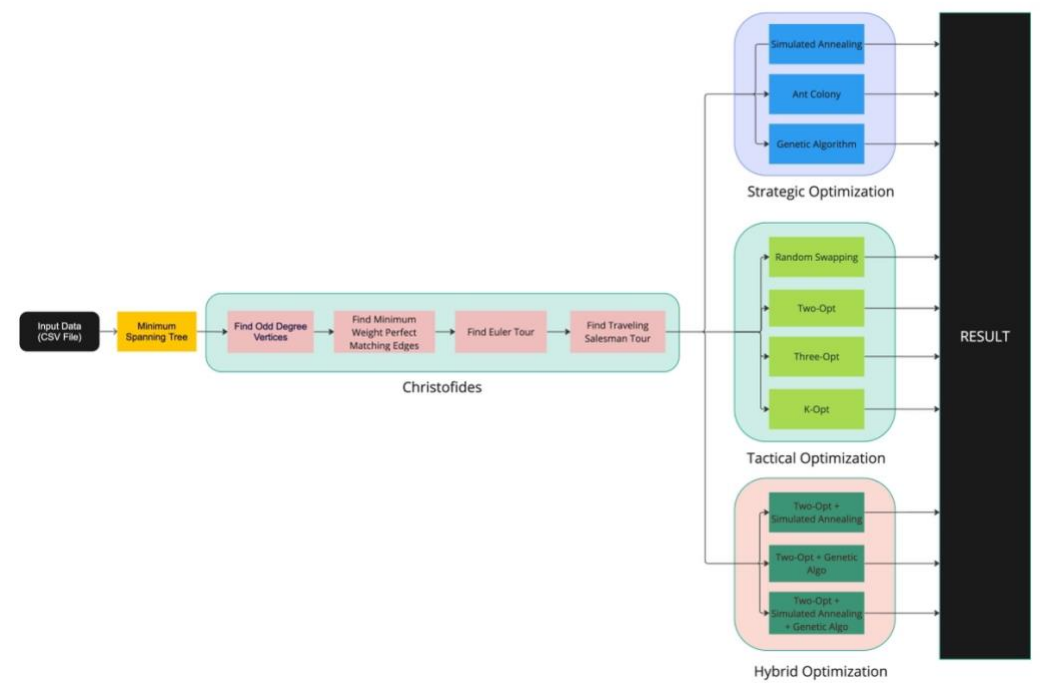 Input Data
(CSV File)
Minimum
Spanning Tree
Find Odd Degree
Vertices
Find Minimum
Weight Perfect
Matching Edges
Find Euler Tour
Find Traveling
Salesman Tour
Christofides
Simulated Annealing
Ant Colony
Genetic Algorithm
Strategic Optimization
Random Swapping
Two-Opt
Three-Opt
K-Opt
Tactical Optimization
Two-Opt +
Simulated Annealing
Two-Opt + Genetic
Algo
Two-Opt +
Simulated Annealing
+ Genetic Algo
Hybrid Optimization
RESULT